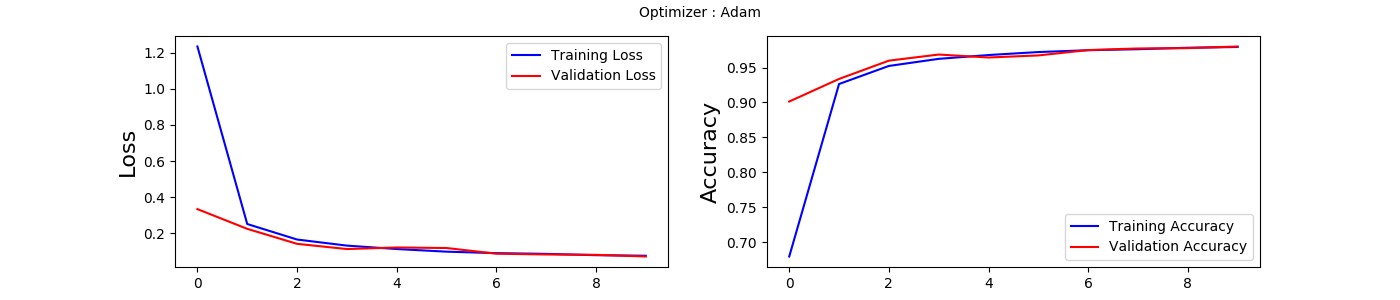 Optimizer : Adam
Loss
1.2
1.0
0.8
0.6
0.4
0.2
0 2 4 6 8
Training Loss
Validation Loss
Accuracy
0.95
0.90
0.85
0.80
0.75
0.70
0 2 4 6 8
Training Accuracy
Validation Accuracy